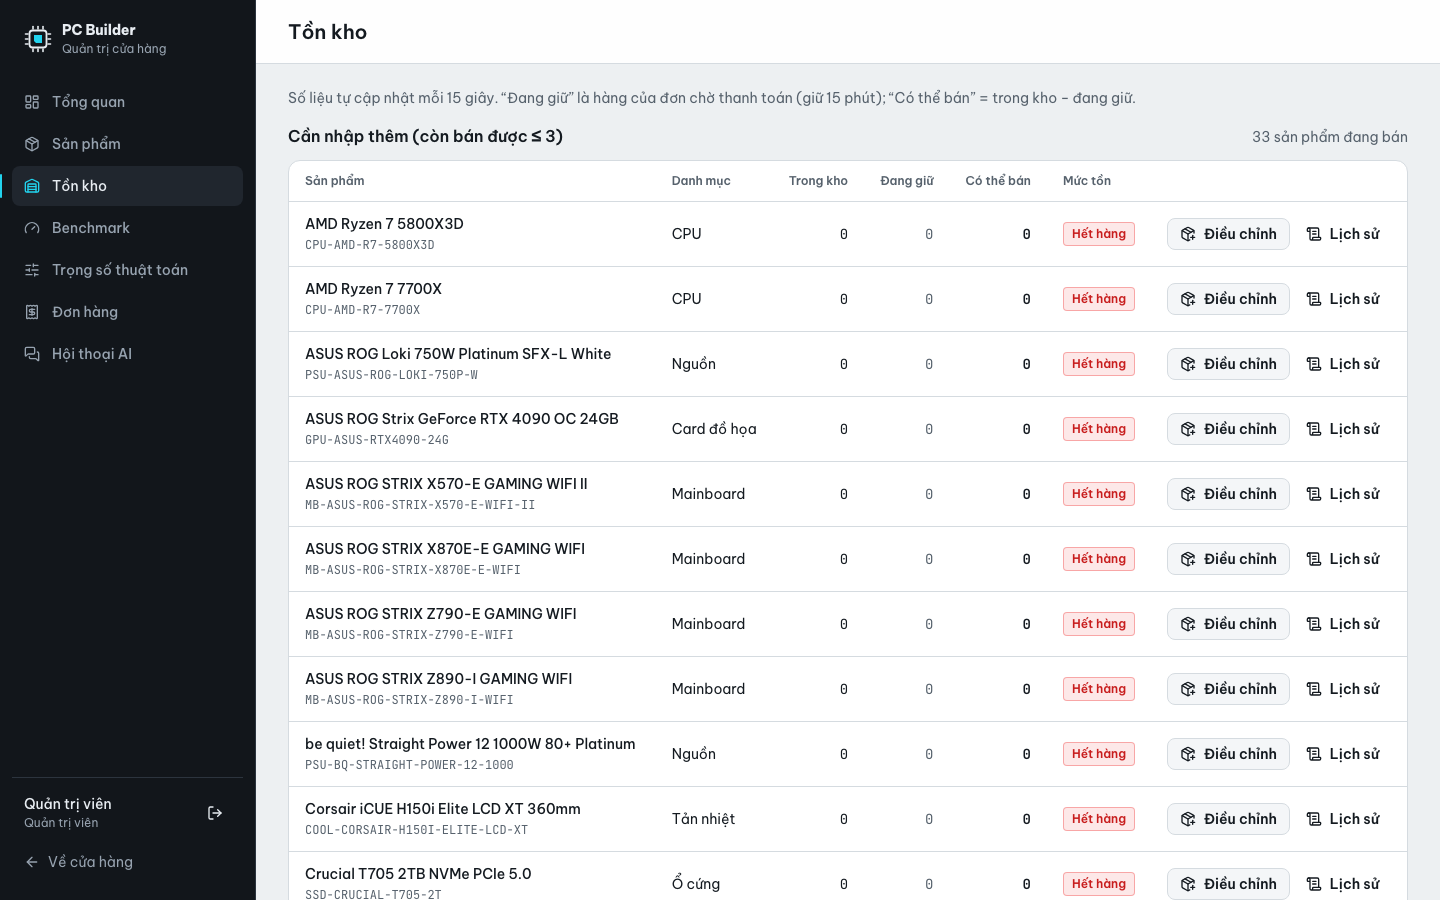 PC Builder
Quản trị cửa hàng
Tổng quan
Sản phẩm
Tồn kho
Benchmark
Trọng số thuật toán
Đơn hàng
Hội thoại AI
Quản trị viên
Quản trị viên
Về cửa hàng
Tồn kho
Số liệu tự cập nhật mỗi 15 giây. “Đang giữ” là hàng của đơn chờ thanh toán (giữ 15 phút); “Có thể bán” = trong kho − đang giữ.
Cần nhập thêm (còn bán được ≤ 3)
33 sản phẩm đang bán
Sản phẩm Danh mục Trong kho Đang giữ Có thể bán Mức tồn
AMD Ryzen 7 5800X3D
CPU-AMD-R7-5800X3D
CPU 0 0 0 Hết hàng Điều chỉnh Lịch sử
AMD Ryzen 7 7700X
CPU-AMD-R7-7700X
CPU 0 0 0 Hết hàng Điều chỉnh Lịch sử
ASUS ROG Loki 750W Platinum SFX-L White
PSU-ASUS-ROG-LOKI-750P-W
Nguồn 0 0 0 Hết hàng Điều chỉnh Lịch sử
ASUS ROG Strix GeForce RTX 4090 OC 24GB
GPU-ASUS-RTX4090-24G
Card đồ họa 0 0 0 Hết hàng Điều chỉnh Lịch sử
ASUS ROG STRIX X570-E GAMING WIFI II
MB-ASUS-ROG-STRIX-X570-E-WIFI-II
Mainboard 0 0 0 Hết hàng Điều chỉnh Lịch sử
ASUS ROG STRIX X870E-E GAMING WIFI
MB-ASUS-ROG-STRIX-X870E-E-WIFI
Mainboard 0 0 0 Hết hàng Điều chỉnh Lịch sử
ASUS ROG STRIX Z790-E GAMING WIFI
MB-ASUS-ROG-STRIX-Z790-E-WIFI
Mainboard 0 0 0 Hết hàng Điều chỉnh Lịch sử
ASUS ROG STRIX Z890-I GAMING WIFI
MB-ASUS-ROG-STRIX-Z890-I-WIFI
Mainboard 0 0 0 Hết hàng Điều chỉnh Lịch sử
be quiet! Straight Power 12 1000W 80+ Platinum
PSU-BQ-STRAIGHT-POWER-12-1000
Nguồn 0 0 0 Hết hàng Điều chỉnh Lịch sử
Corsair iCUE H150i Elite LCD XT 360mm
COOL-CORSAIR-H150I-ELITE-LCD-XT
Tản nhiệt 0 0 0 Hết hàng Điều chỉnh Lịch sử
Crucial T705 2TB NVMe PCIe 5.0
SSD-CRUCIAL-T705-2T
Ổ cứng 0 0 0 Hết hàng Điều chỉnh Lịch sử